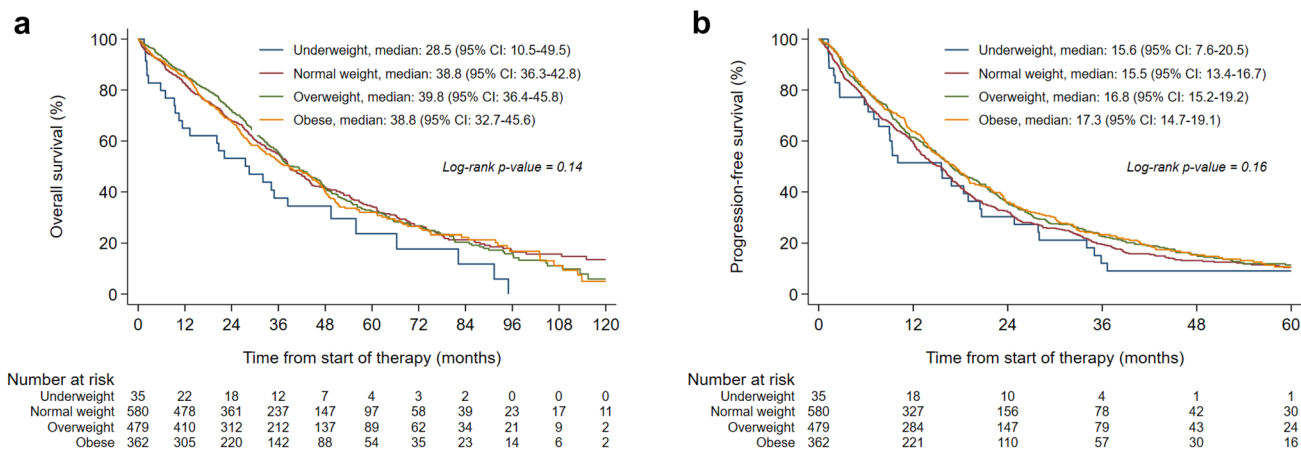 a
Overall survival (%)
100
80
60
40
20
0
Underweight, median: 28.5 (95% CI: 10.5-49.5)
Normal weight, median: 38.8 (95% CI: 36.3-42.8)
Overweight, median: 39.8 (95% CI: 36.4-45.8)
Obese, median: 38.8 (95% CI: 32.7-45.6)
Log-rank p-value = 0.14
0 12 24 36 48 60 72 84 96 108 120
Time from start of therapy (months)
Number at risk
Underweight 35 22 18 12 7 4 3 2 0 0 0
Normal weight 580 478 361 237 147 97 58 39 23 17 11
Overweight 479 410 312 212 137 89 62 34 21 9 2
Obese 362 305 220 142 88 54 35 23 14 6 2
b
Progression-free survival (%)
100
80
60
40
20
0
Underweight, median: 15.6 (95% CI: 7.6-20.5)
Normal weight, median: 15.5 (95% CI: 13.4-16.7)
Overweight, median: 16.8 (95% CI: 15.2-19.2)
Obese, median: 17.3 (95% CI: 14.7-19.1)
Log-rank p-value = 0.16
0 12 24 36 48 60
Time from start of therapy (months)
Number at risk
Underweight 35 18 10 4 1 1
Normal weight 580 327 156 78 42 30
Overweight 479 284 147 79 43 24
Obese 362 221 110 57 30 16